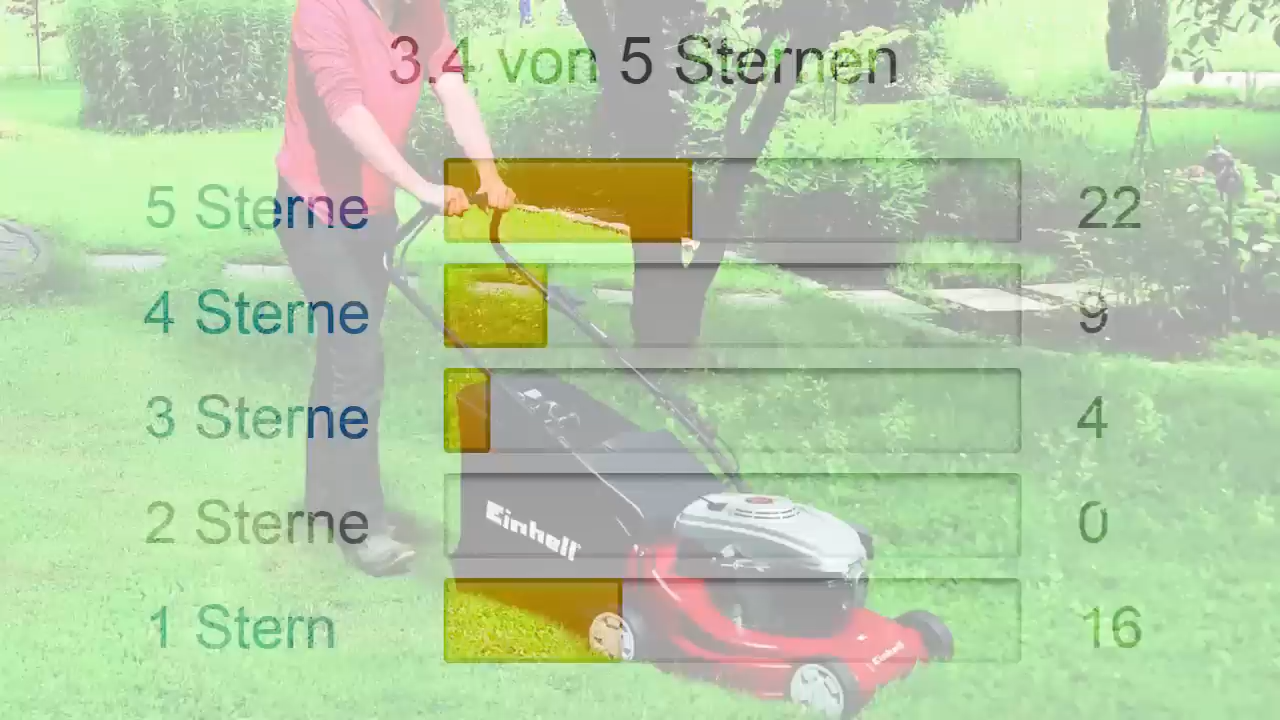 3.4 von 5 Sternen
5 Sterne 22
4 Sterne 9
3 Sterne 4
2 Sterne 0
1 Stern 16
Einhell
Einhell